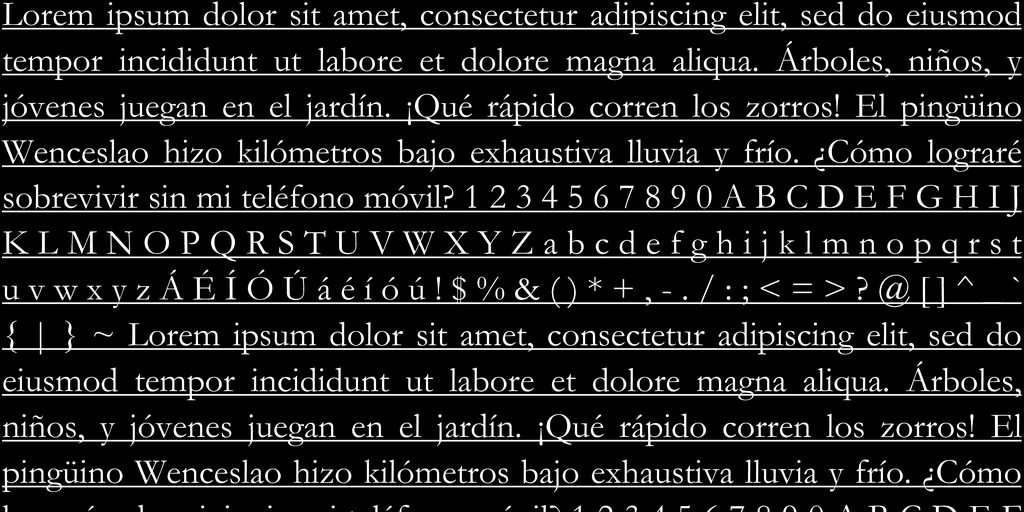 Lorem ipsum dolor sit amet, consectetur adipiscing elit, sed do eiusmod
tempor incididunt ut labore et dolore magna aliqua. Árboles, niños, y
jóvenes juegan en el jardín. ¡Qué rápido corren los zorros! El pingüino
Wenceslao hizo kilómetros bajo exhaustiva lluvia y frío. ¿Cómo lograré
sobrevivir sin mi teléfono móvil? 1 2 3 4 5 6 7 8 9 0 A B C D E F G H I J
K L M N O P Q R S T U V W X Y Z a b c d e f g h i j k l m n o p q r s t
u v w x y z Á É Í Ó Ú á é í ó ú ! $ % & ( ) * + , - . / : ; < = > ? @ [ ] ^ _ `
{ | } ~ Lorem ipsum dolor sit amet, consectetur adipiscing elit, sed do
eiusmod tempor incididunt ut labore et dolore magna aliqua. Árboles,
niños, y jóvenes juegan en el jardín. ¡Qué rápido corren los zorros! El
pingüino Wenceslao hizo kilómetros bajo exhaustiva lluvia y frío. ¿Cómo